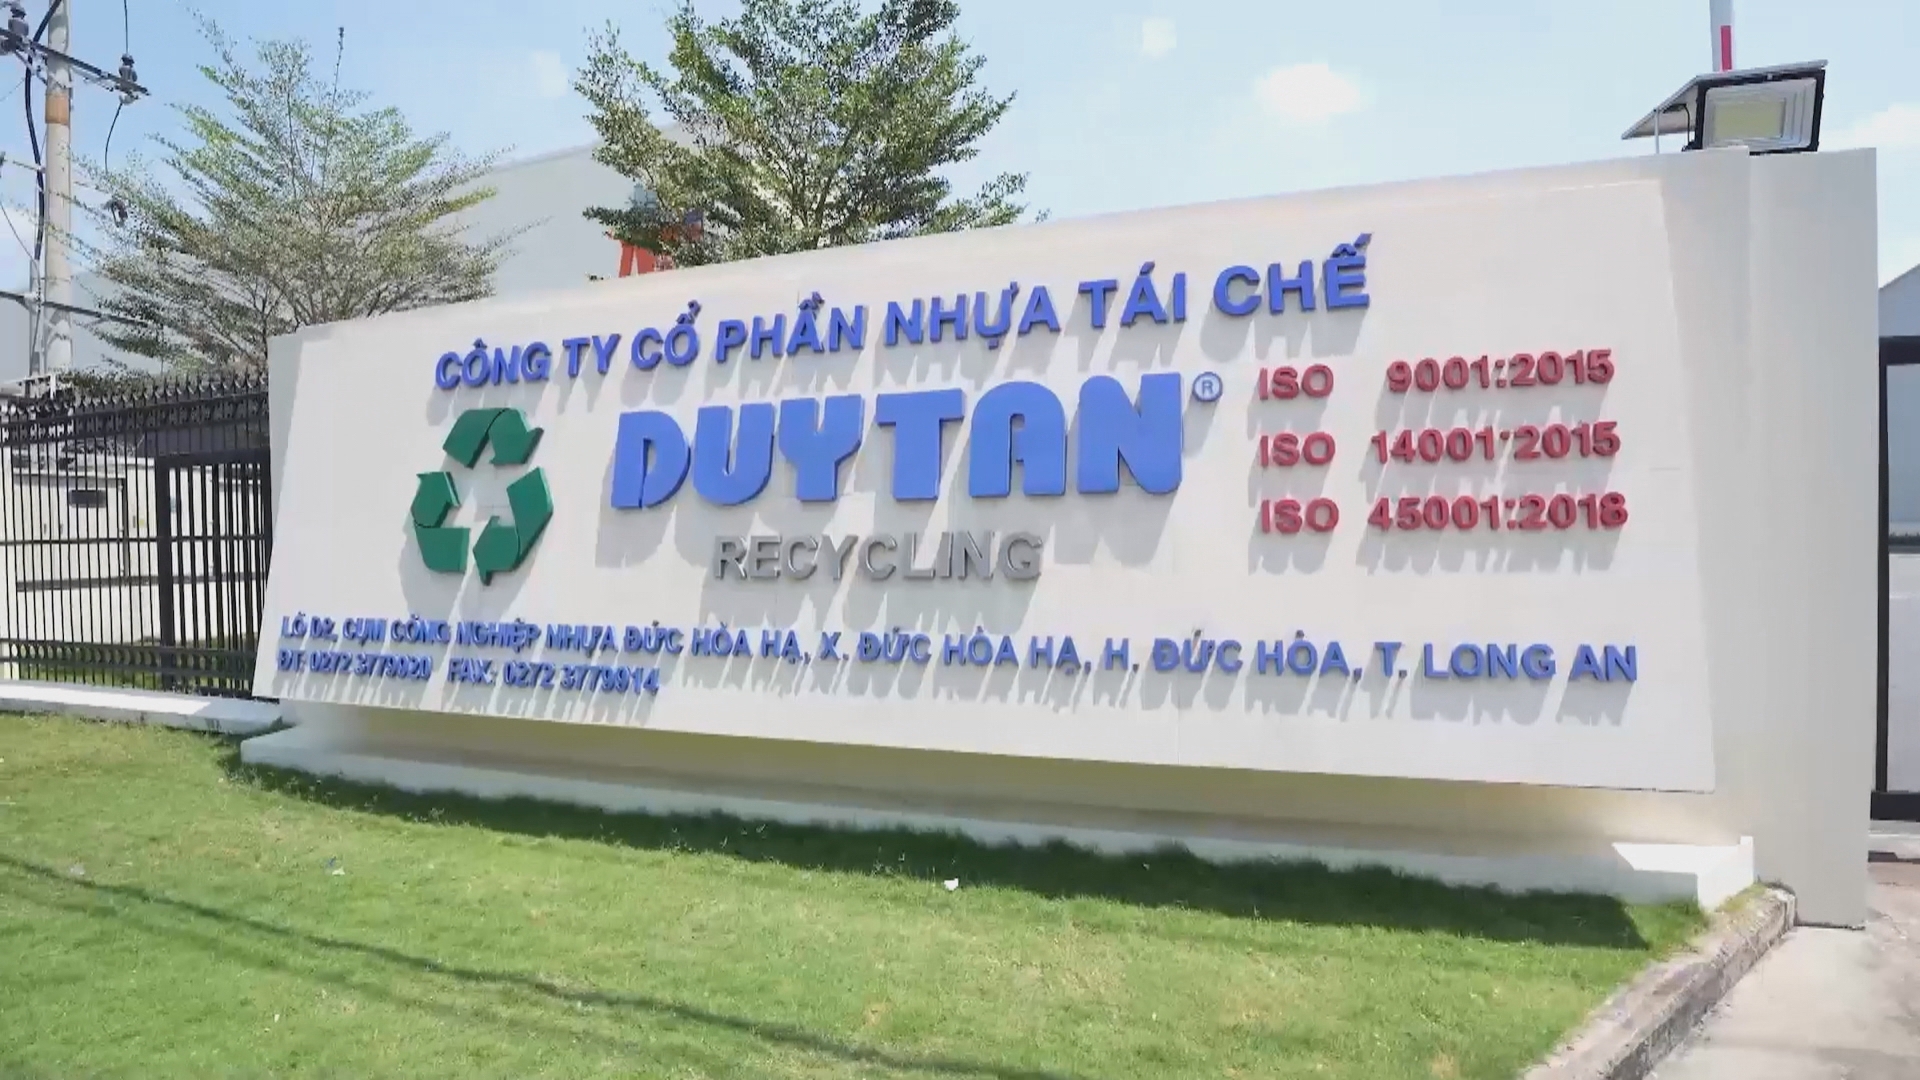 CÔNG TY CỔ PHẦN NHỰA TÁI CHẾ
DUYTAN®
RECYCLING
ISO 9001:2015
ISO 14001:2015
ISO 45001:2018
LÔ D2, CỤM CÔNG NGHIỆP NHỰA ĐỨC HÒA HẠ, X. ĐỨC HÒA HẠ, H. ĐỨC HÒA, T. LONG AN
ĐT: 0272 3779920 FAX: 0272 3779914